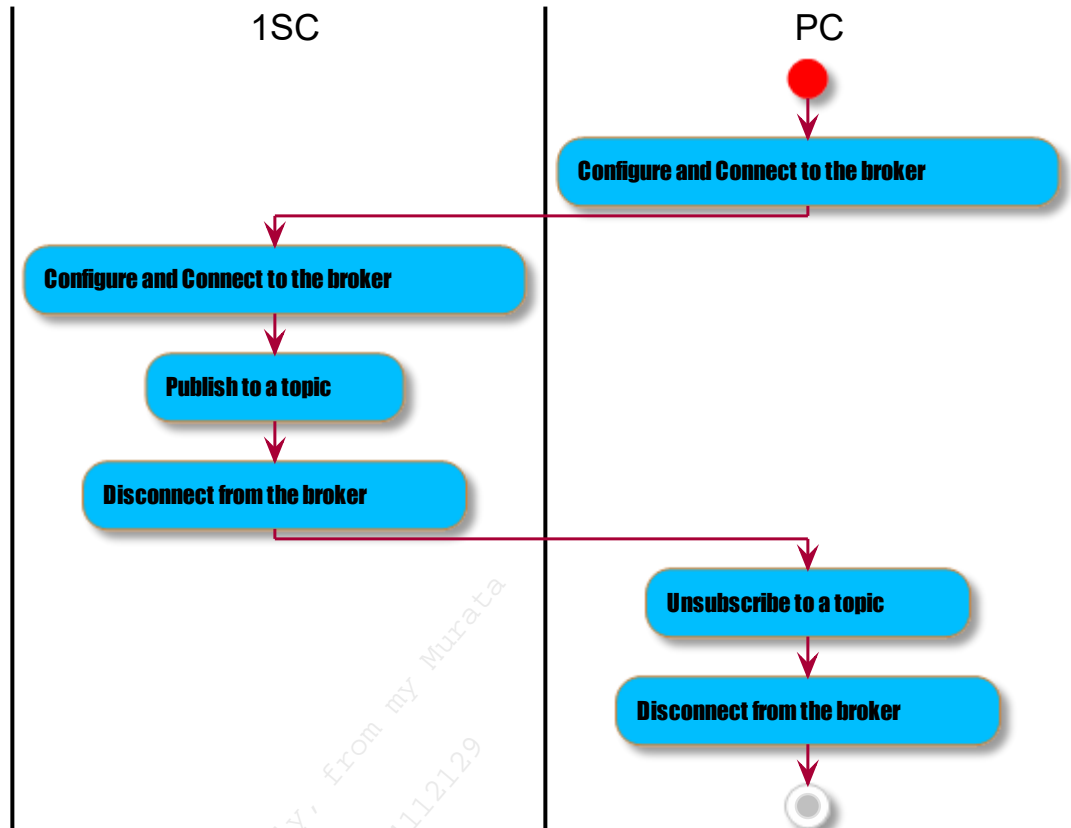 1SC
PC
Configure and Connect to the broker
Configure and Connect to the broker
Publish to a topic
Disconnect from the broker
Unsubscribe to a topic
Disconnect from the broker
from my Murata